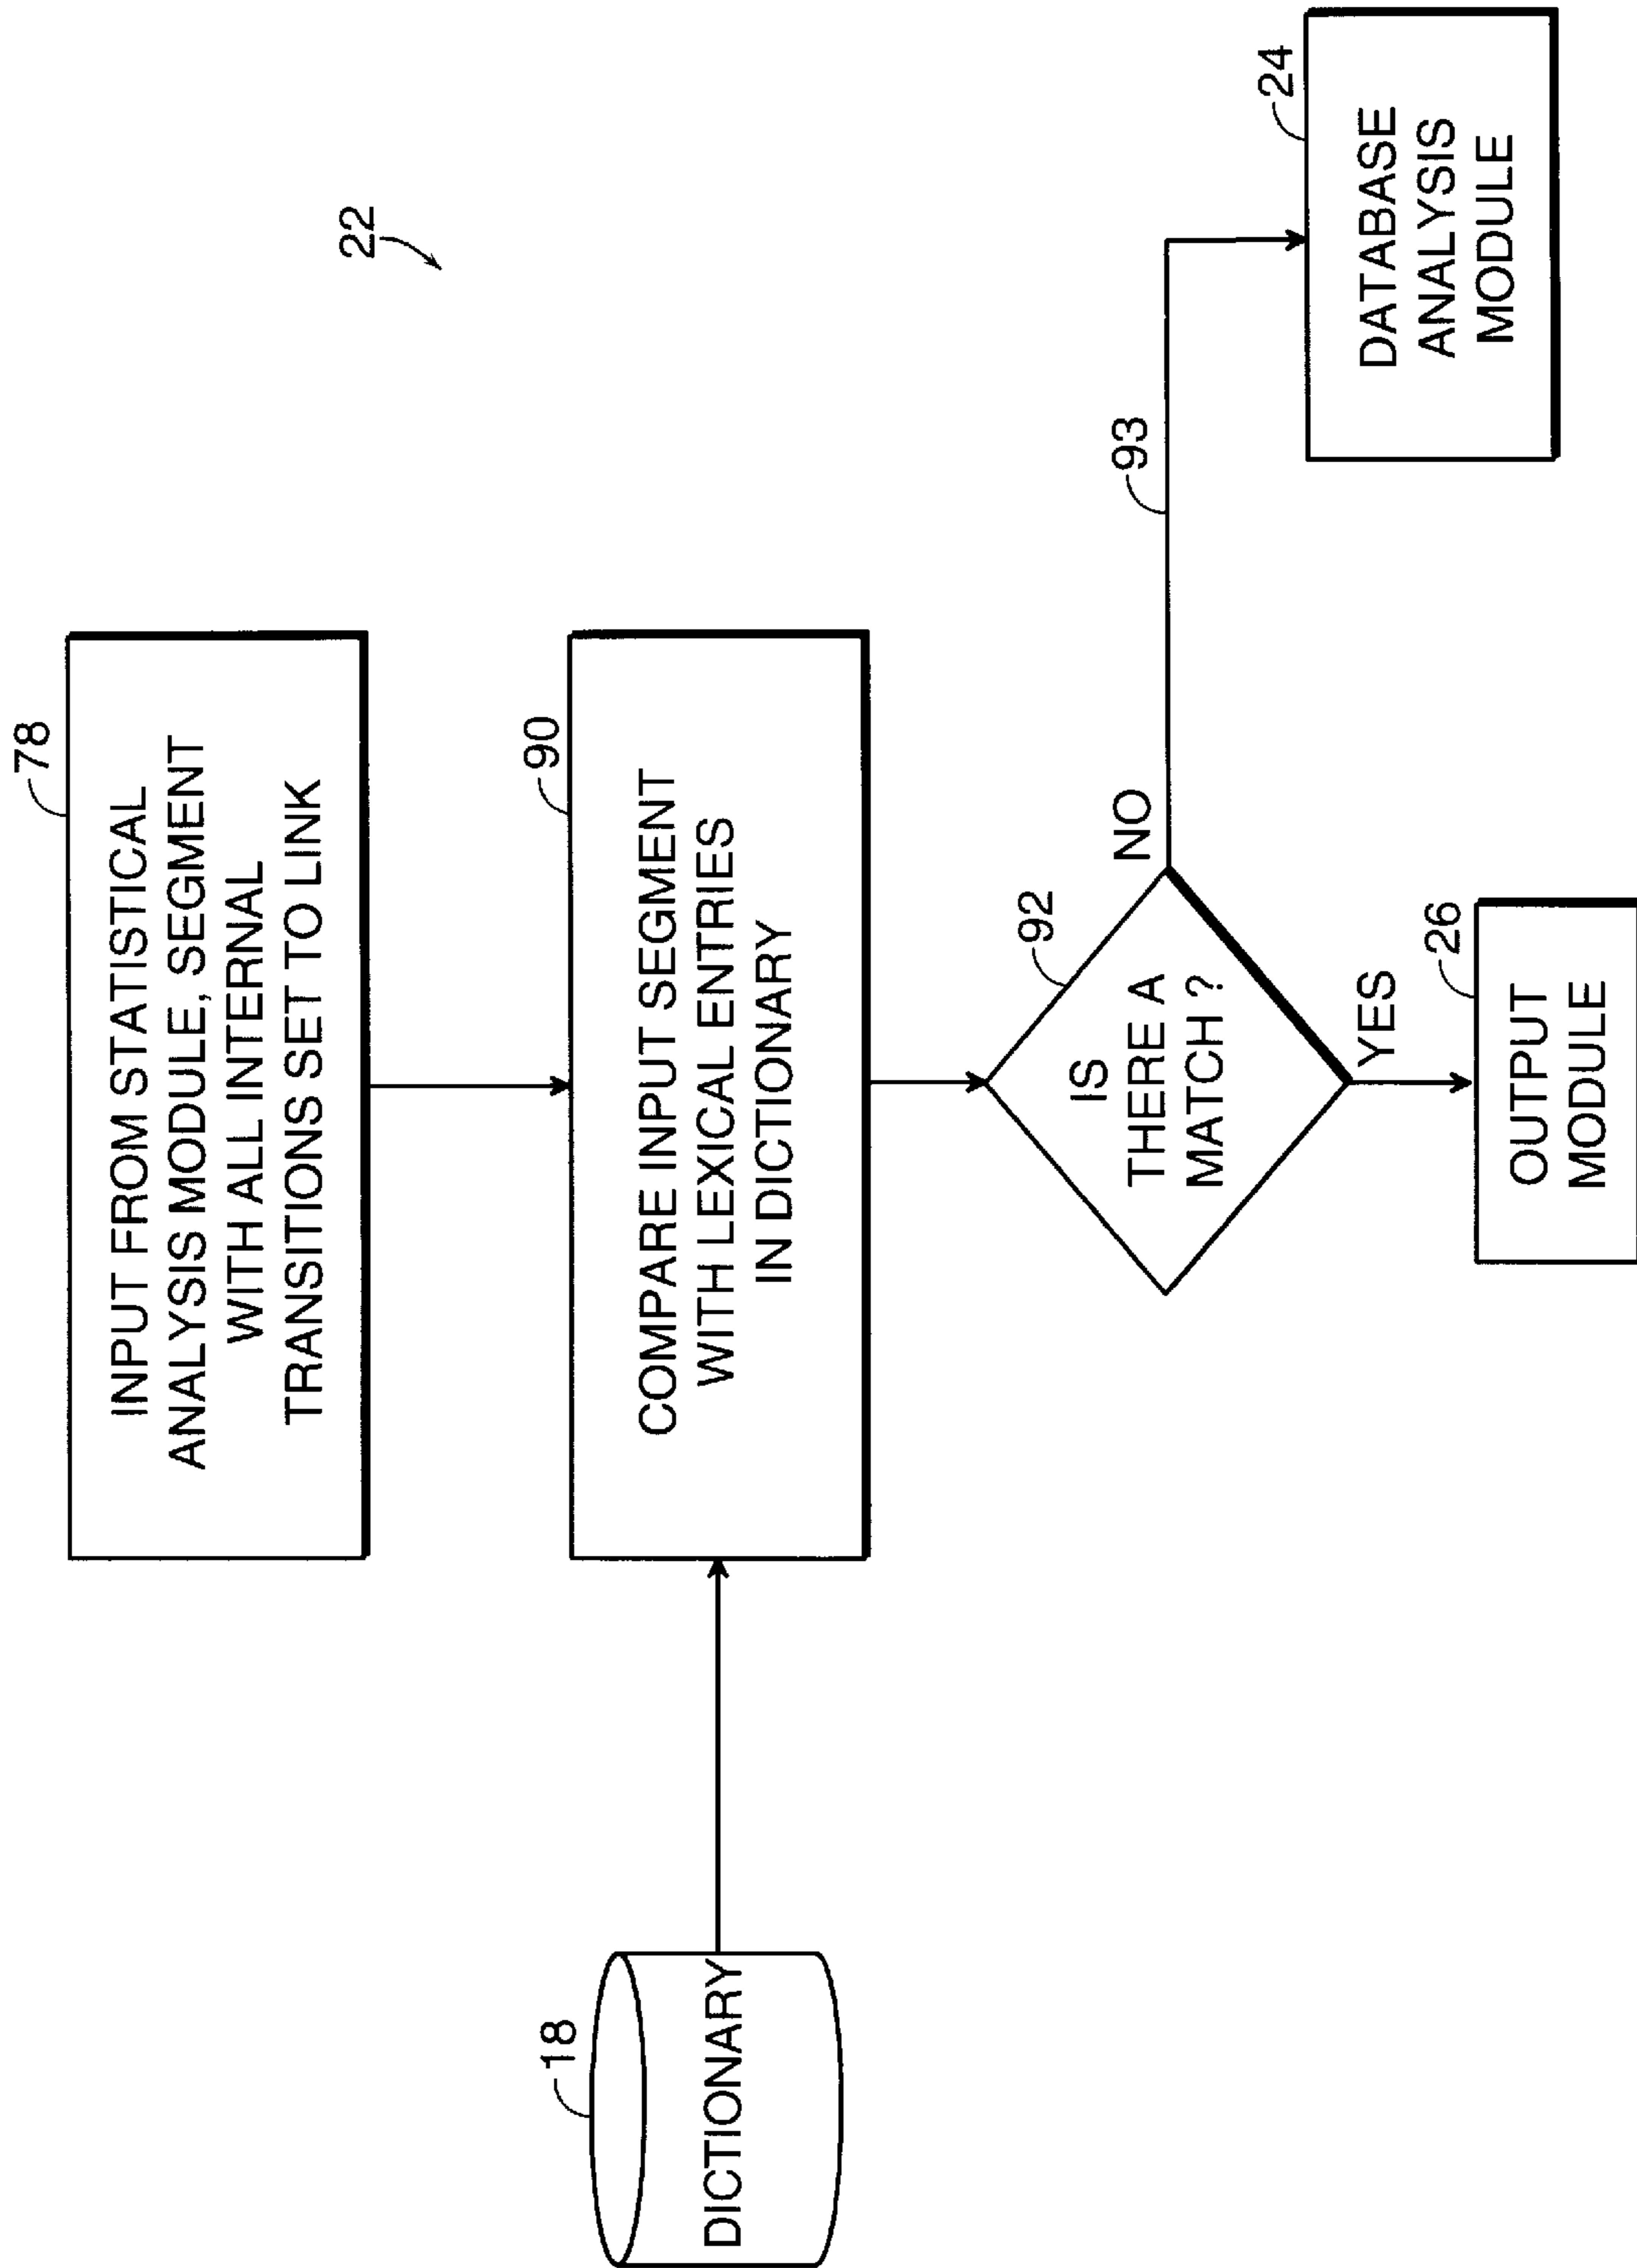 22
78
INPUT FROM STATISTICAL
ANALYSIS MODULE, SEGMENT
WITH ALL INTERNAL
TRANSITIONS SET TO LINK
18
DICTIONARY
90
COMPARE INPUT SEGMENT
WITH LEXICAL ENTRIES
IN DICTIONARY
92
IS
THERE A
MATCH ?
NO
93
24
DATABASE
ANALYSIS
MODULE
YES
26
OUTPUT
MODULE